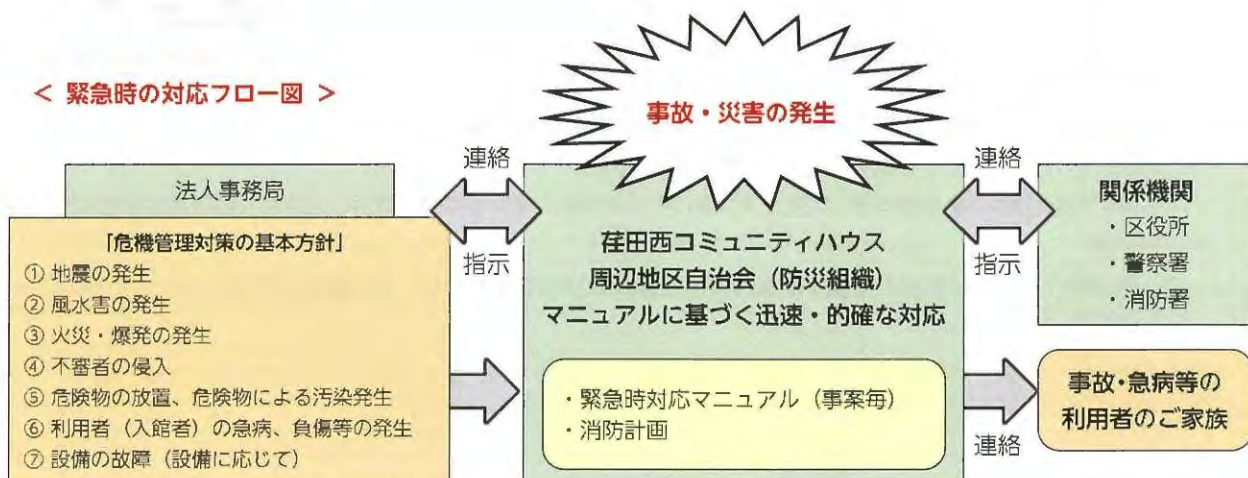 ＜ 緊急時の対応フロー図 ＞
事故・災害の発生
連絡
連絡
法人事務局
「危機管理対策の基本方針」
① 地震の発生
② 風水害の発生
③ 火災・爆発の発生
④ 不審者の侵入
⑤ 危険物の放置、危険物による汚染発生
⑥ 利用者（入館者）の急病、負傷等の発生
⑦ 設備の故障（設備に応じて）
指示
荏田西コミュニティハウス
周辺地区自治会（防災組織）
マニュアルに基づく迅速・的確な対応
・緊急時対応マニュアル（事案毎）
・消防計画
指示
関係機関
・区役所
・警察署
・消防署
事故・急病等の
利用者のご家族
連絡